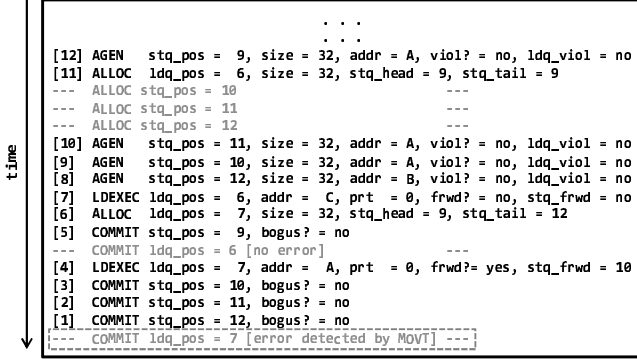 . . .
. . .
[12] AGEN stq_pos = 9, size = 32, addr = A, viol? = no, ldq_viol = no
[11] ALLOC ldq_pos = 6, size = 32, stq_head = 9, stq_tail = 9
--- ALLOC stq_pos = 10 ---
--- ALLOC stq_pos = 11 ---
--- ALLOC stq_pos = 12 ---
[10] AGEN stq_pos = 11, size = 32, addr = A, viol? = no, ldq_viol = no
[9] AGEN stq_pos = 10, size = 32, addr = A, viol? = no, ldq_viol = no
[8] AGEN stq_pos = 12, size = 32, addr = B, viol? = no, ldq_viol = no
[7] LDEXEC ldq_pos = 6, addr = C, prt = 0, frwd? = no, stq_frwd = no
[6] ALLOC ldq_pos = 7, size = 32, stq_head = 9, stq_tail = 12
[5] COMMIT stq_pos = 9, bogus? = no
--- COMMIT ldq_pos = 6 [no error] ---
[4] LDEXEC ldq_pos = 7, addr = A, prt = 0, frwd?= yes, stq_frwd = 10
[3] COMMIT stq_pos = 10, bogus? = no
[2] COMMIT stq_pos = 11, bogus? = no
[1] COMMIT stq_pos = 12, bogus? = no
--- COMMIT ldq_pos = 7 [error detected by MOVT] ---
time